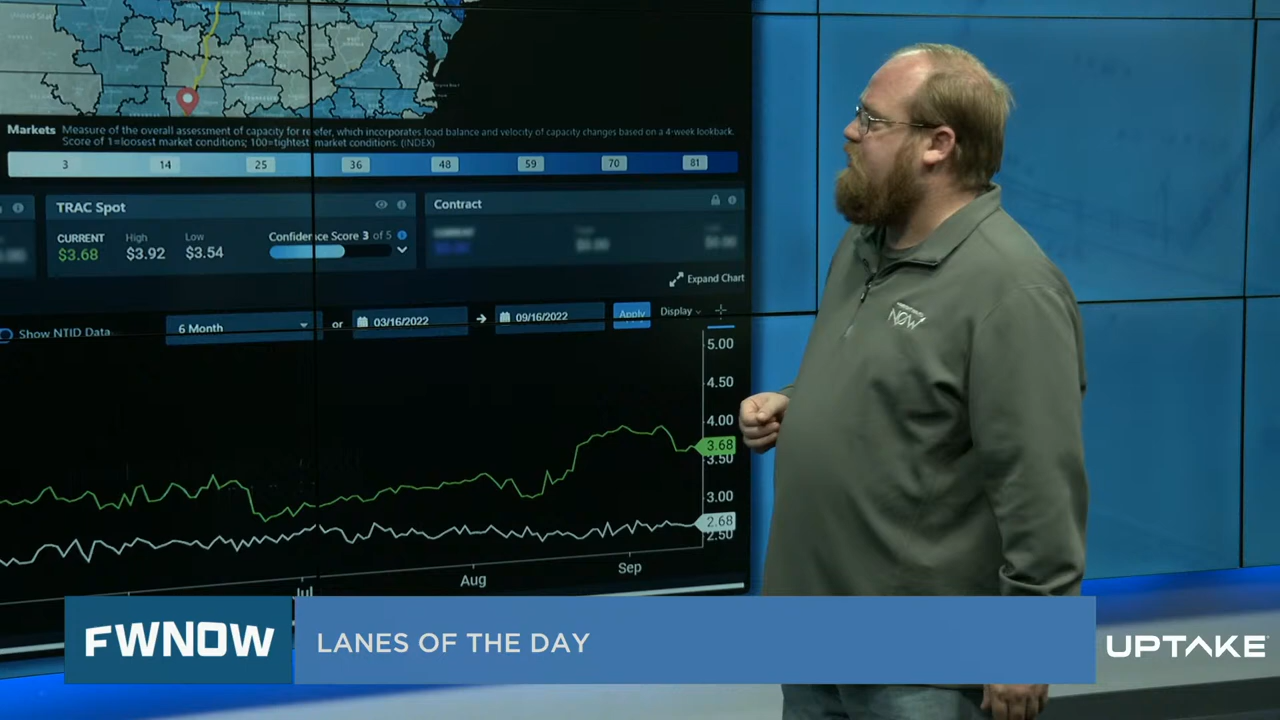 Markets Measure of the overall assessment of capacity for reefer, which incorporates load balance and velocity of capacity changes based on a 4-week lookback.
Score of 1=loosest market conditions; 100=tightest market conditions. (INDEX)
3 14 25 36 48 59 70 81
TRAC Spot
Contract
CURRENT High Low
$3.68 $3.92 $3.54
Confidence Score 3 of 5
Expand Chart
Show NTID Data
6 Month or 03/16/2022 → 09/16/2022 Apply Display
5.00
4.50
4.00
3.68
3.50
3.00
2.68
2.50
Jul Aug Sep
NOW
FWNOW LANES OF THE DAY
UPTAKE